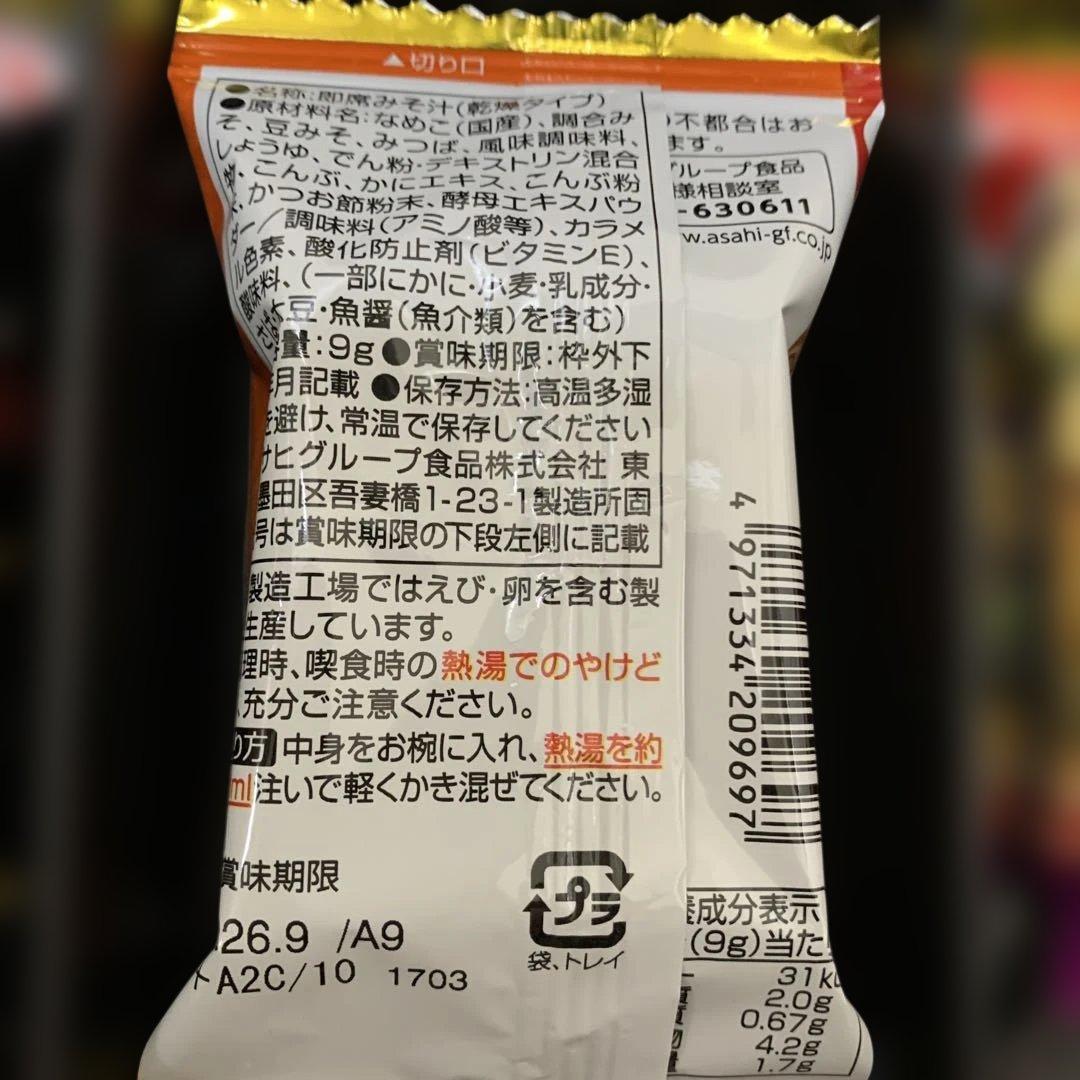 ▲切り口
●名称:即席みそ汁(乾燥タイプ)
●原材料名:なめこ(国産)、調合み
そ、豆みそ、みつば、風味調味料、
しょうゆ、でん粉・デキストリン混合
物、こんぶ、かにエキス、こんぶ粉
末、かつお節粉末、酵母エキスパウ
ダー/調味料(アミノ酸等)、カラメ
ル色素、酸化防止剤(ビタミンE)、
酸味料、(一部にかに・小麦・乳成分・
大豆・魚醤(魚介類)を含む)
量:9g ●賞味期限:枠外下
月記載 ●保存方法:高温多湿
を避け、常温で保存してください
サヒグループ食品株式会社 東
墨田区吾妻橋1-23-1製造所固
号は賞味期限の下段左側に記載
製造工場ではえび・卵を含む製
生産しています。
理時、喫食時の熱湯でのやけど
、充分ご注意ください。
り方 中身をお椀に入れ、熱湯を約
ml注いで軽くかき混ぜてください。
賞味期限
26.9 /A9
A2C/10 1703
プラ
袋、トレイ
不都合はお
ます。
グループ食品
様相談室
-630611
w.asahi-gf.co.jp
4 971334 209697
養成分表示
(9g)当た
31k
2.0g
0.67g
4.2g
1.7g